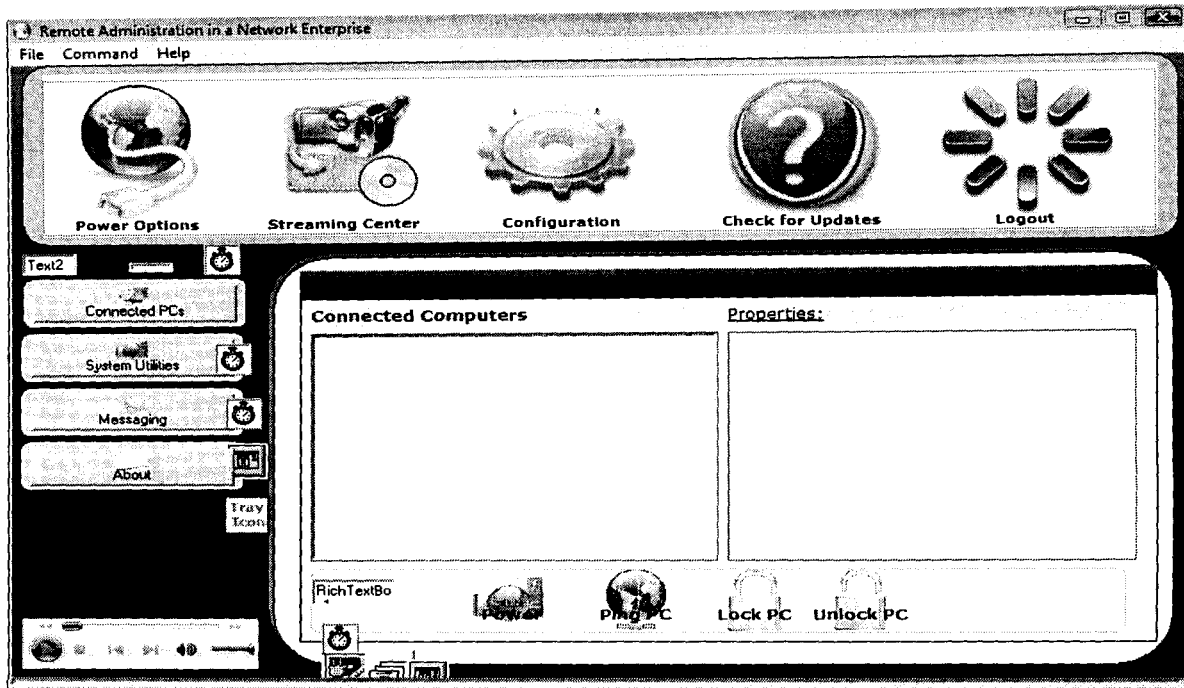 Remote Administration in a Network Enterprise
File Command Help
Power Options
Streaming Center
Configuration
Check for Updates
Logout
Text2
Connected PCs
System Utilities
Messaging
About
Tray
Icon
Connected Computers
Properties:
RichTextBo
Power
Ping PC
Lock PC
Unlock PC
1